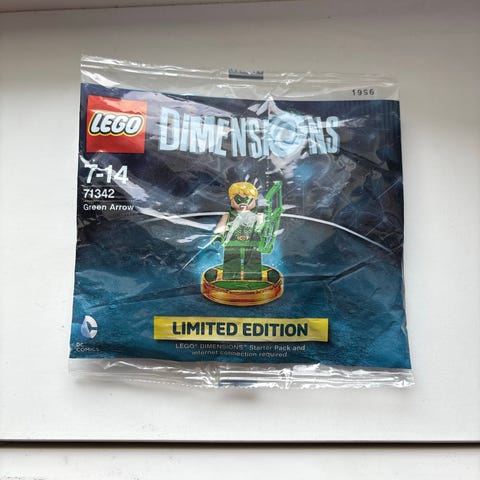 1956
LEGO
DIMENSIONS
7-14
71342
Green Arrow
LIMITED EDITION
LEGO® DIMENSIONS™ Starter Pack and
internet connection required.
DC
COMICS